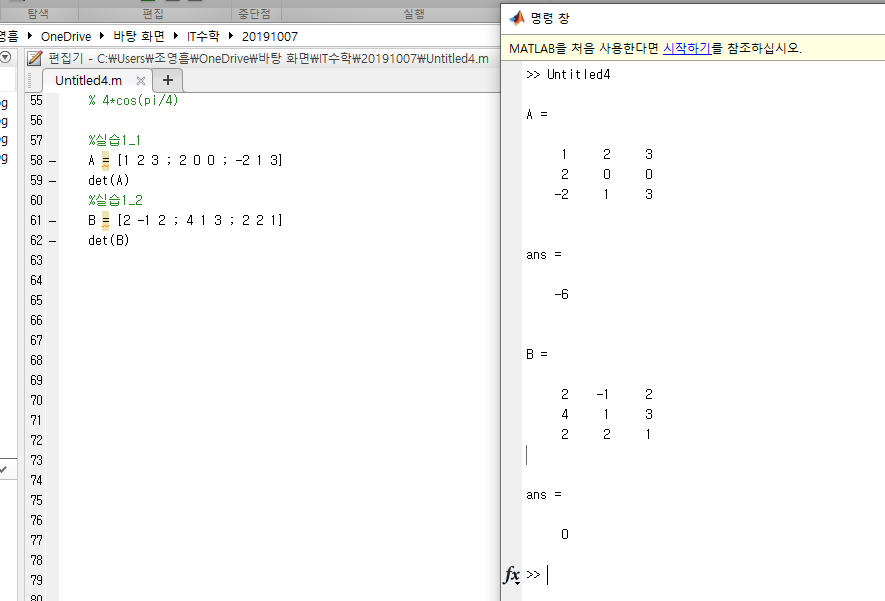 탐색 편집 중단점 실행
영흠 ▶ OneDrive ▶ 바탕 화면 ▶ IT수학 ▶ 20191007
편집기 - C:₩Users₩조영흠₩OneDrive₩바탕 화면₩IT수학₩20191007₩Untitled4.m
Untitled4.m × +
55 % 4*cos(pi/4)
56
57 %실습1_1
58 – A = [1 2 3 ; 2 0 0 ; -2 1 3]
59 – det(A)
60 %실습1_2
61 – B = [2 -1 2 ; 4 1 3 ; 2 2 1]
62 – det(B)
63
64
65
66
67
68
69
70
71
72
73
74
75
76
77
78
79
80
명령 창
MATLAB을 처음 사용한다면 시작하기를 참조하십시오.
>> Untitled4
A =
1 2 3
2 0 0
-2 1 3
ans =
-6
B =
2 -1 2
4 1 3
2 2 1
ans =
0
fx >>